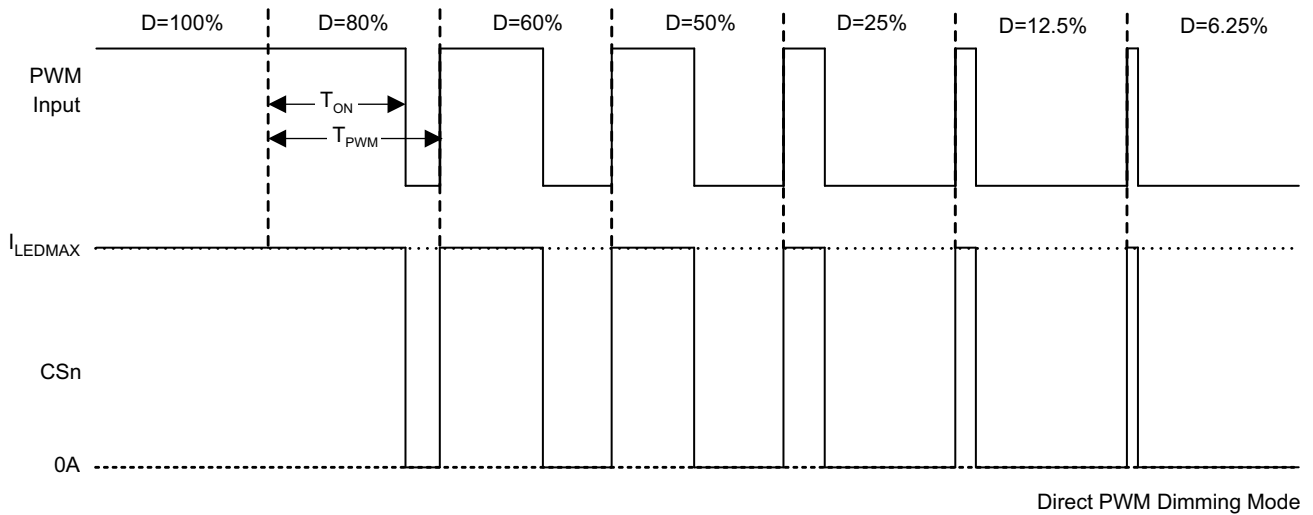 D=100% D=80% D=60% D=50% D=25% D=12.5% D=6.25%
PWM
Input
TON
TPWM
ILEDMAX
CSn
0A
Direct PWM Dimming Mode